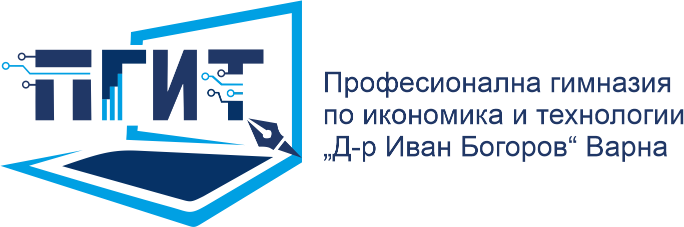 ПГИТ
Професионална гимназия
по икономика и технологии
„Д-р Иван Богоров“ Варна